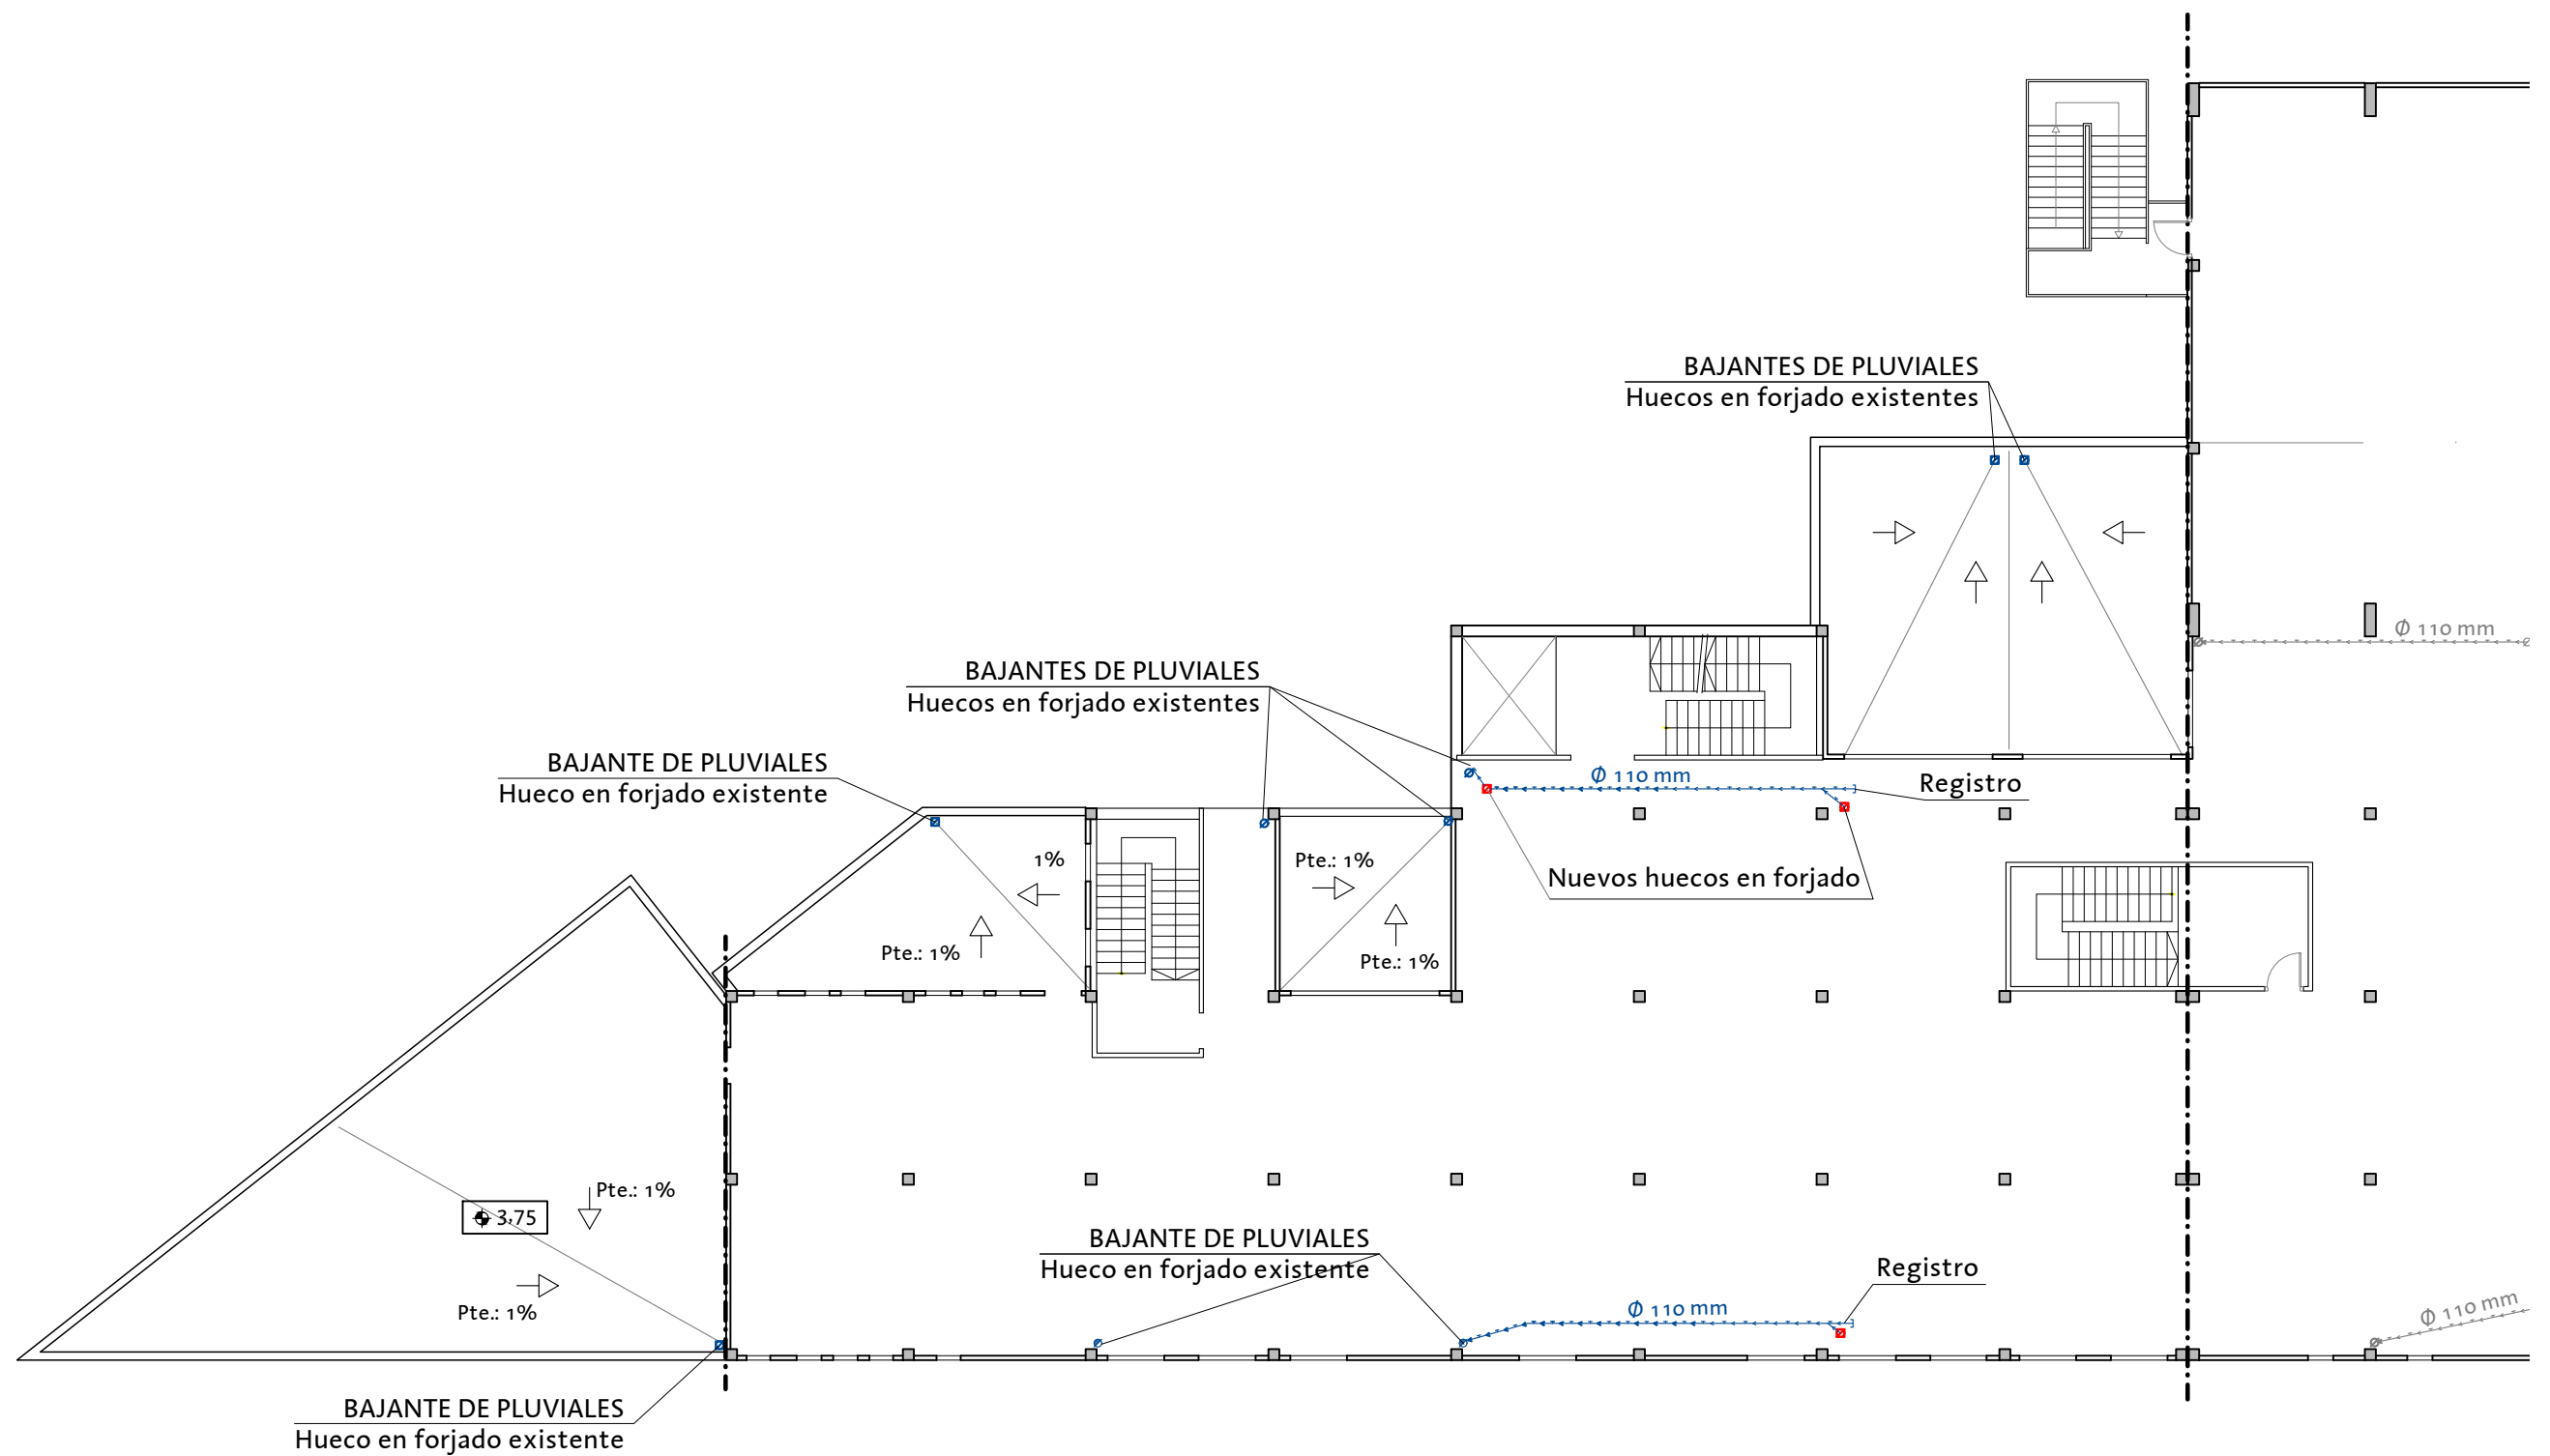 BAJANTES DE PLUVIALES
Huecos en forjado existentes
Ø 110 mm
BAJANTES DE PLUVIALES
Huecos en forjado existentes
BAJANTE DE PLUVIALES
Hueco en forjado existente
Ø 110 mm
Registro
1%
Pte.: 1%
Nuevos huecos en forjado
Pte.: 1%
Pte.: 1%
Pte.: 1%
3,75
Pte.: 1%
BAJANTE DE PLUVIALES
Hueco en forjado existente
Registro
Ø 110 mm
Ø 110 mm
BAJANTE DE PLUVIALES
Hueco en forjado existente